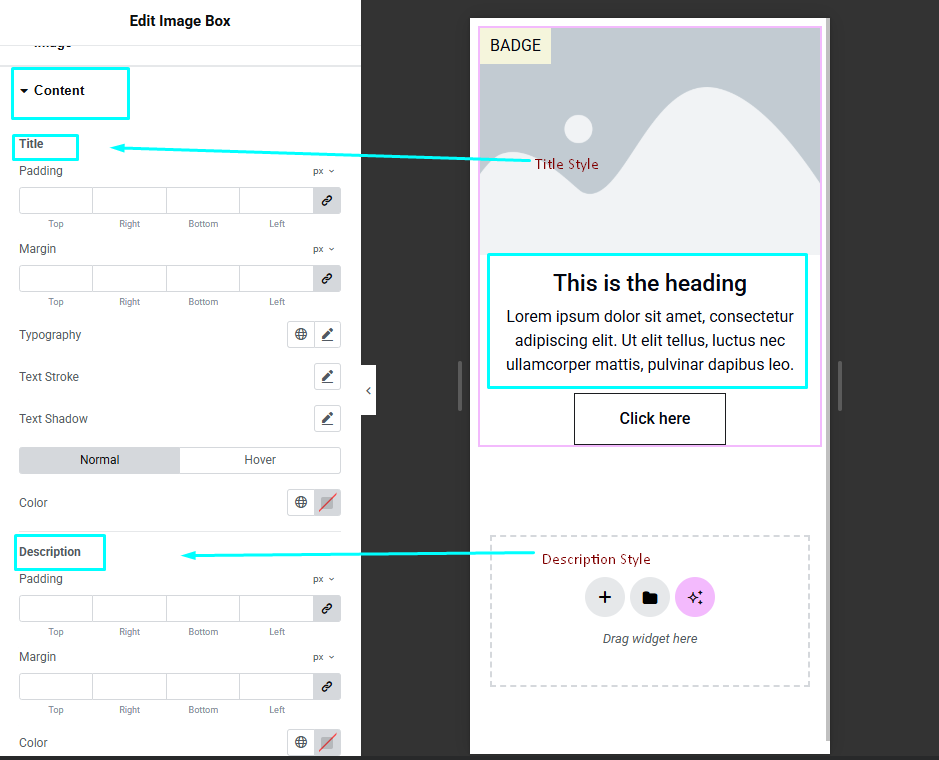 Edit Image Box
Image
Content
Title
Padding
px
Top Right Bottom Left
Margin
px
Top Right Bottom Left
Typography
Text Stroke
Text Shadow
Normal Hover
Color
Description
Padding
px
Top Right Bottom Left
Margin
px
Top Right Bottom Left
Color
BADGE
Title Style
This is the heading
Lorem ipsum dolor sit amet, consectetur
adipiscing elit. Ut elit tellus, luctus nec
ullamcorper mattis, pulvinar dapibus leo.
Click here
Description Style
Drag widget here